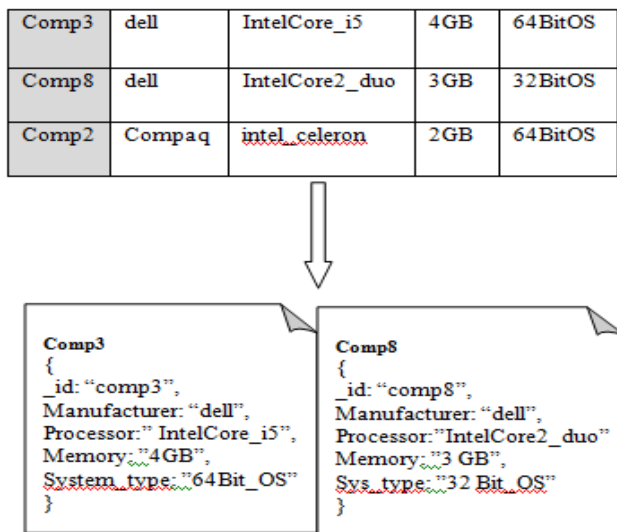 Comp3 dell IntelCore_i5 4GB 64BitOS
Comp8 dell IntelCore2_duo 3GB 32BitOS
Comp2 Compaq intel_celeron 2GB 64BitOS
Comp3
{
_id: “comp3”,
Manufacturer: “dell”,
Processor:” IntelCore_i5”,
Memory:”4GB”,
System_type:”64Bit_OS”
}
Comp8
{
_id: “comp8”,
Manufacturer: “dell”,
Processor:”IntelCore2_duo”
Memory:”3 GB”,
Sys_type:”32 Bit_OS”
}